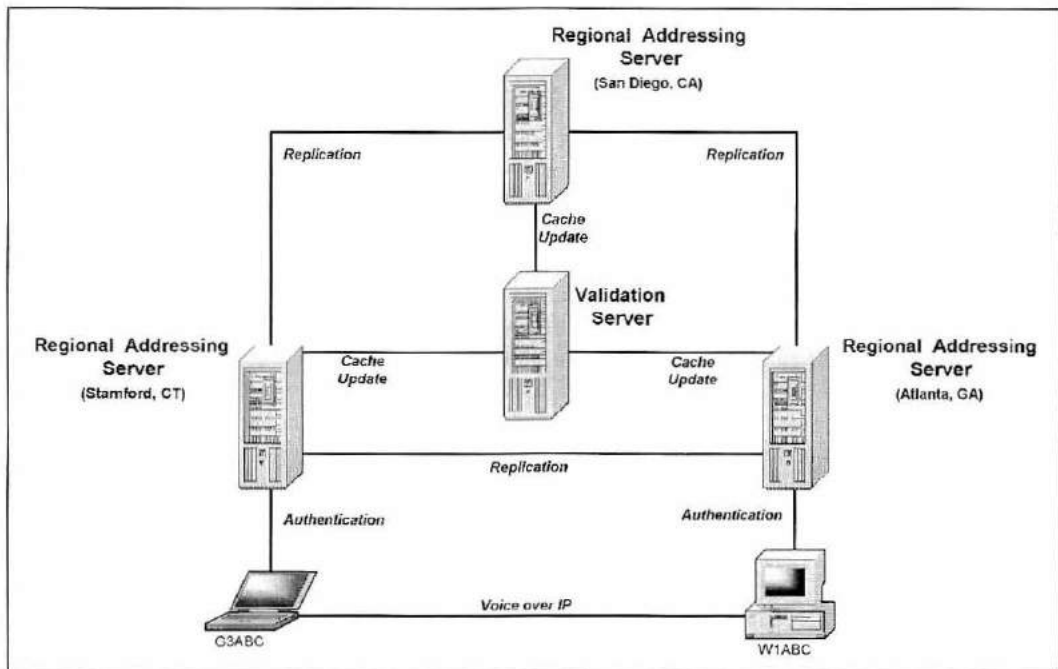 Regional Addressing
Server
(San Diego, CA)
Replication
Replication
Cache
Update
Validation
Server
Regional Addressing
Server
(Stamford, CT)
Cache
Update
Cache
Update
Regional Addressing
Server
(Atlanta, GA)
Replication
Authentication
Authentication
Voice over IP
G3ABC
W1ABC